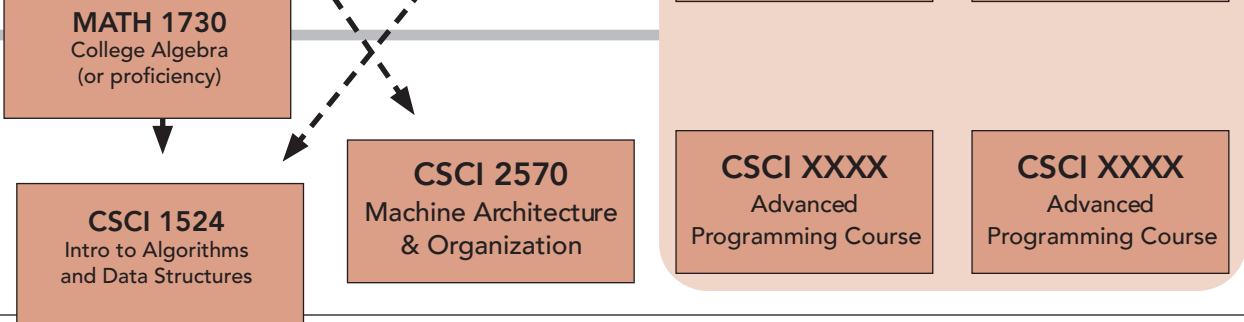 MATH 1730
College Algebra
(or proficiency)
CSCI 1524
Intro to Algorithms
and Data Structures
CSCI 2570
Machine Architecture
& Organization
CSCI XXXX
Advanced
Programming Course
CSCI XXXX
Advanced
Programming Course